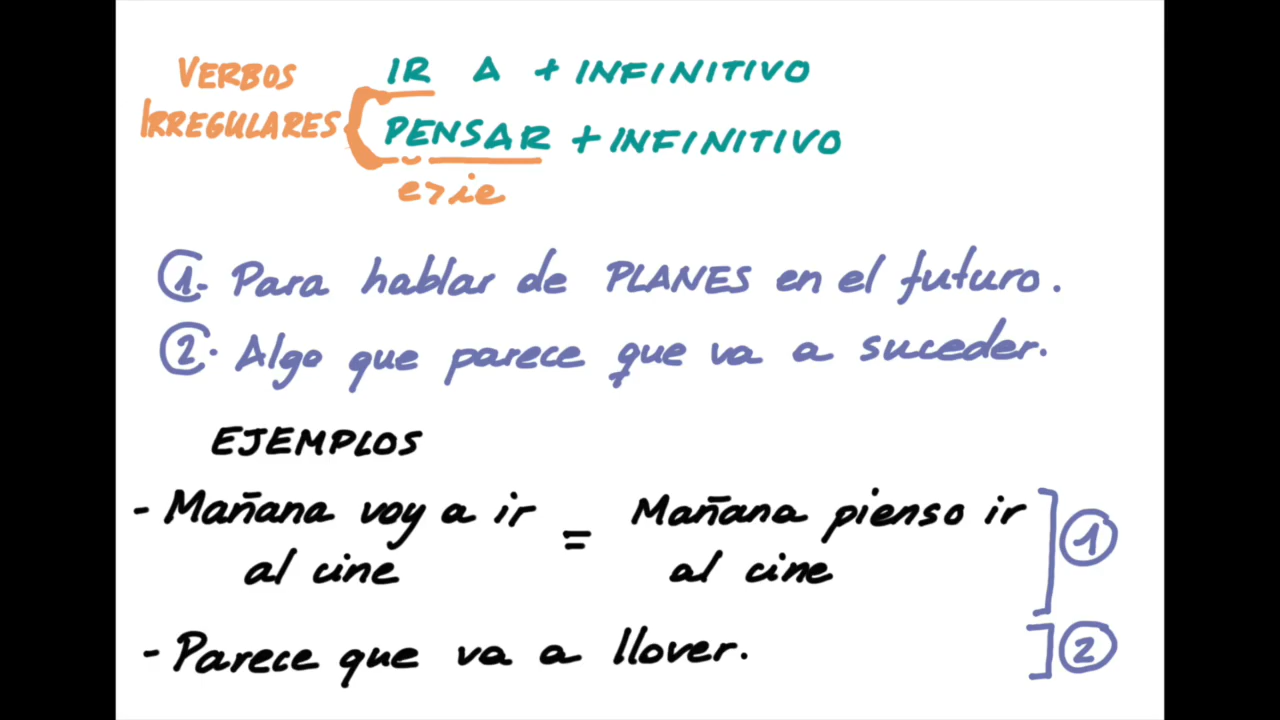 VERBOS IRREGULARES
IR A + INFINITIVO
PENSAR + INFINITIVO
e>ie
1.- Para hablar de PLANES en el futuro.
2.- Algo que parece que va a suceder.
EJEMPLOS
- Mañana voy a ir al cine = Mañana pienso ir al cine ] 1
- Parece que va a llover. ] 2